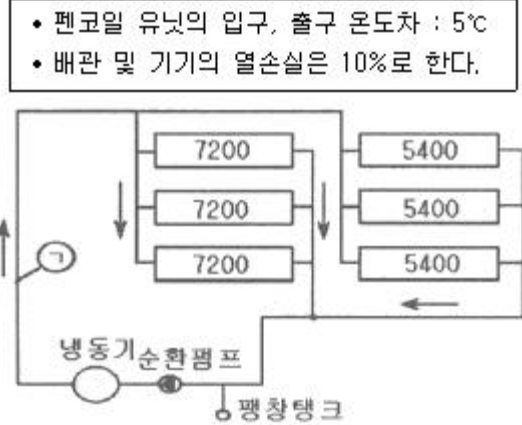 • 펜코일 유닛의 입구, 출구 온도차 : 5℃
• 배관 및 기기의 열손실은 10%로 한다.
7200 5400
7200 5400
7200 5400
ㄱ
냉동기 순환펌프
팽창탱크